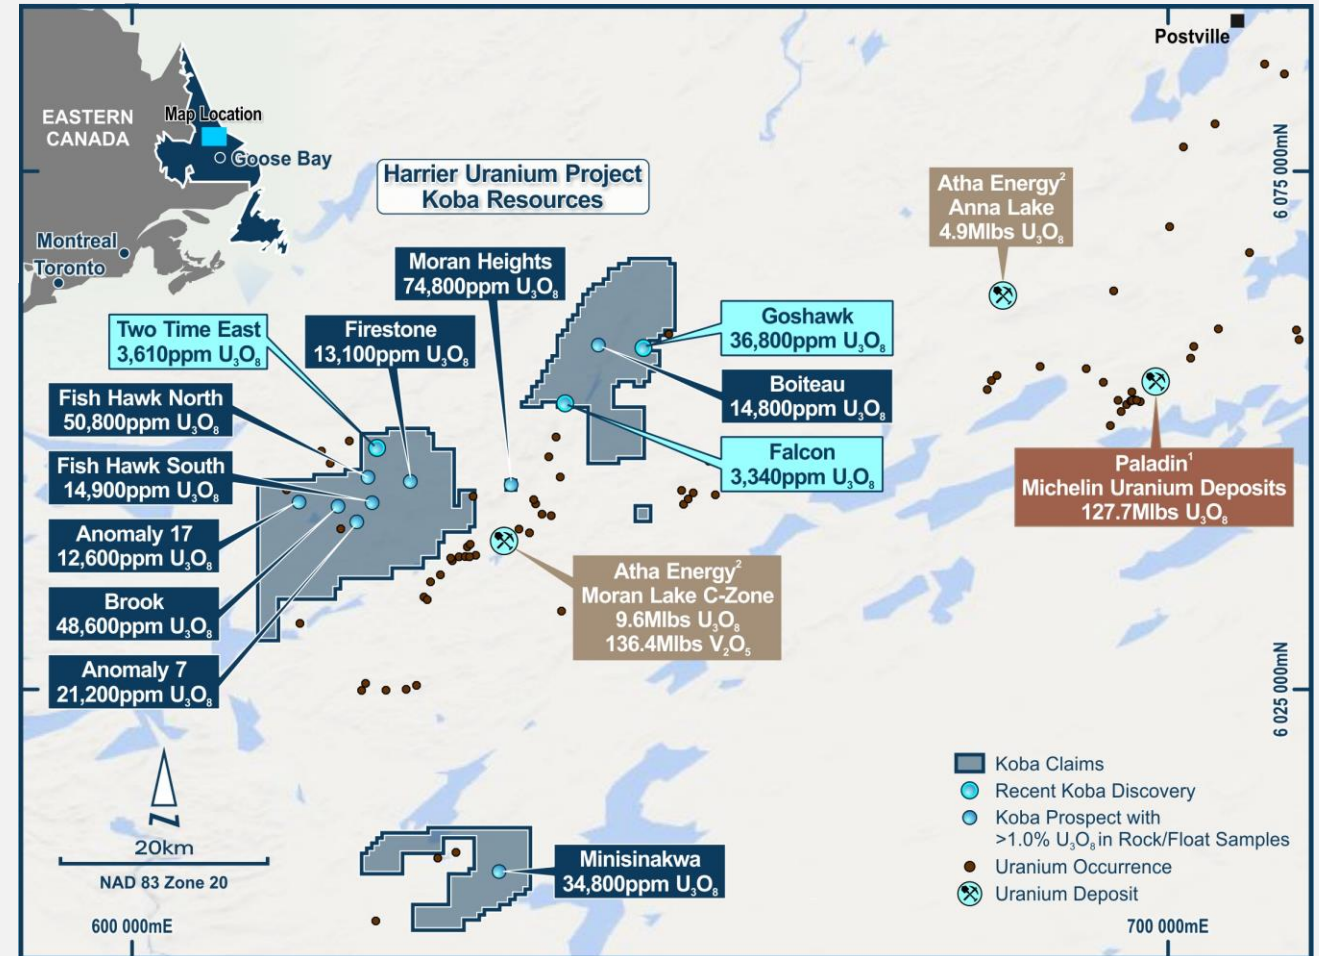 Postville
EASTERN
CANADA
Map Location
Goose Bay
Montreal
Toronto
Harrier Uranium Project
Koba Resources
6 075 000mN
Atha Energy²
Anna Lake
4.9Mlbs U₃O₈
Moran Heights
74,800ppm U₃O₈
Two Time East
3,610ppm U₃O₈
Firestone
13,100ppm U₃O₈
Goshawk
36,800ppm U₃O₈
Fish Hawk North
50,800ppm U₃O₈
Boiteau
14,800ppm U₃O₈
Fish Hawk South
14,900ppm U₃O₈
Falcon
3,340ppm U₃O₈
Paladin¹
Michelin Uranium Deposits
127.7Mlbs U₃O₈
Anomaly 17
12,600ppm U₃O₈
Atha Energy²
Moran Lake C-Zone
9.6Mlbs U₃O₈
136.4Mlbs V₂O₅
Brook
48,600ppm U₃O₈
Anomaly 7
21,200ppm U₃O₈
6 025 000mN
Koba Claims
Recent Koba Discovery
Koba Prospect with
>1.0% U₃O₈ in Rock/Float Samples
Uranium Occurrence
Uranium Deposit
N
20km
NAD 83 Zone 20
Minisinakwa
34,800ppm U₃O₈
600 000mE
700 000mE